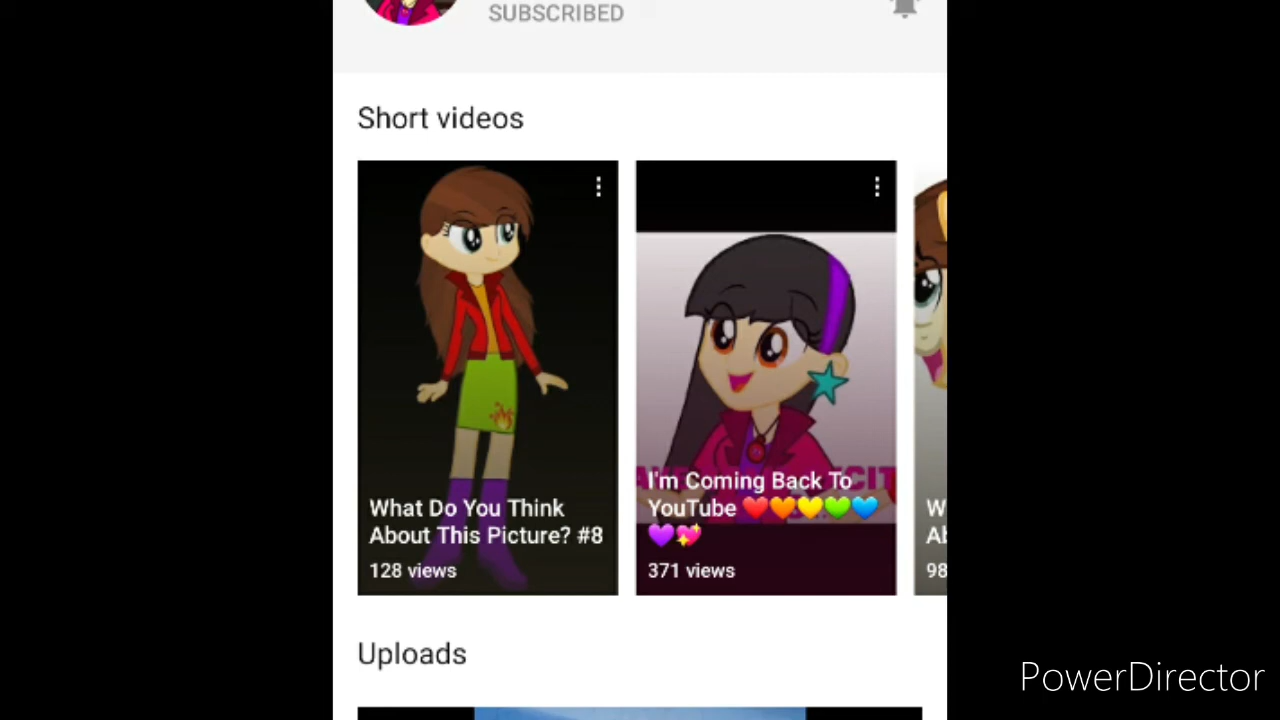 SUBSCRIBED
Short videos
What Do You Think
About This Picture? #8
128 views
I'm Coming Back To
YouTube ❤️🧡💛💚💙
💜💖
371 views
98
Uploads
PowerDirector